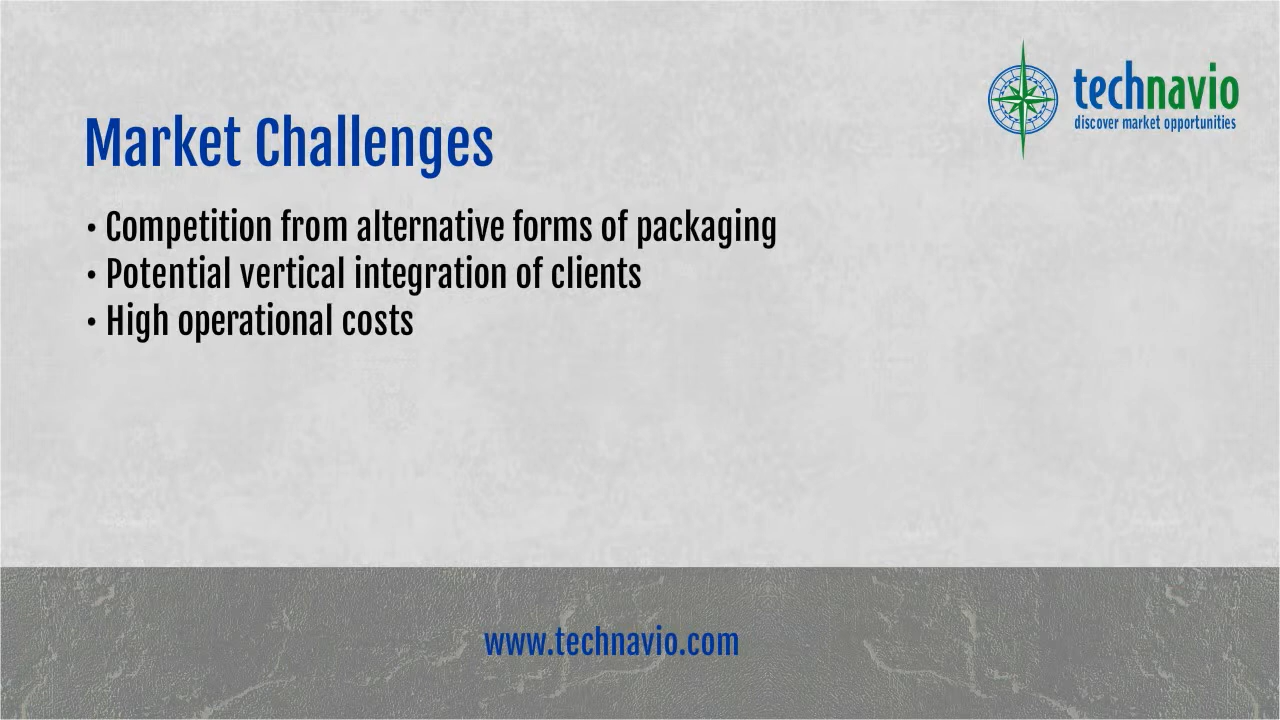 technavio
discover market opportunities
Market Challenges
• Competition from alternative forms of packaging
• Potential vertical integration of clients
• High operational costs
www.technavio.com